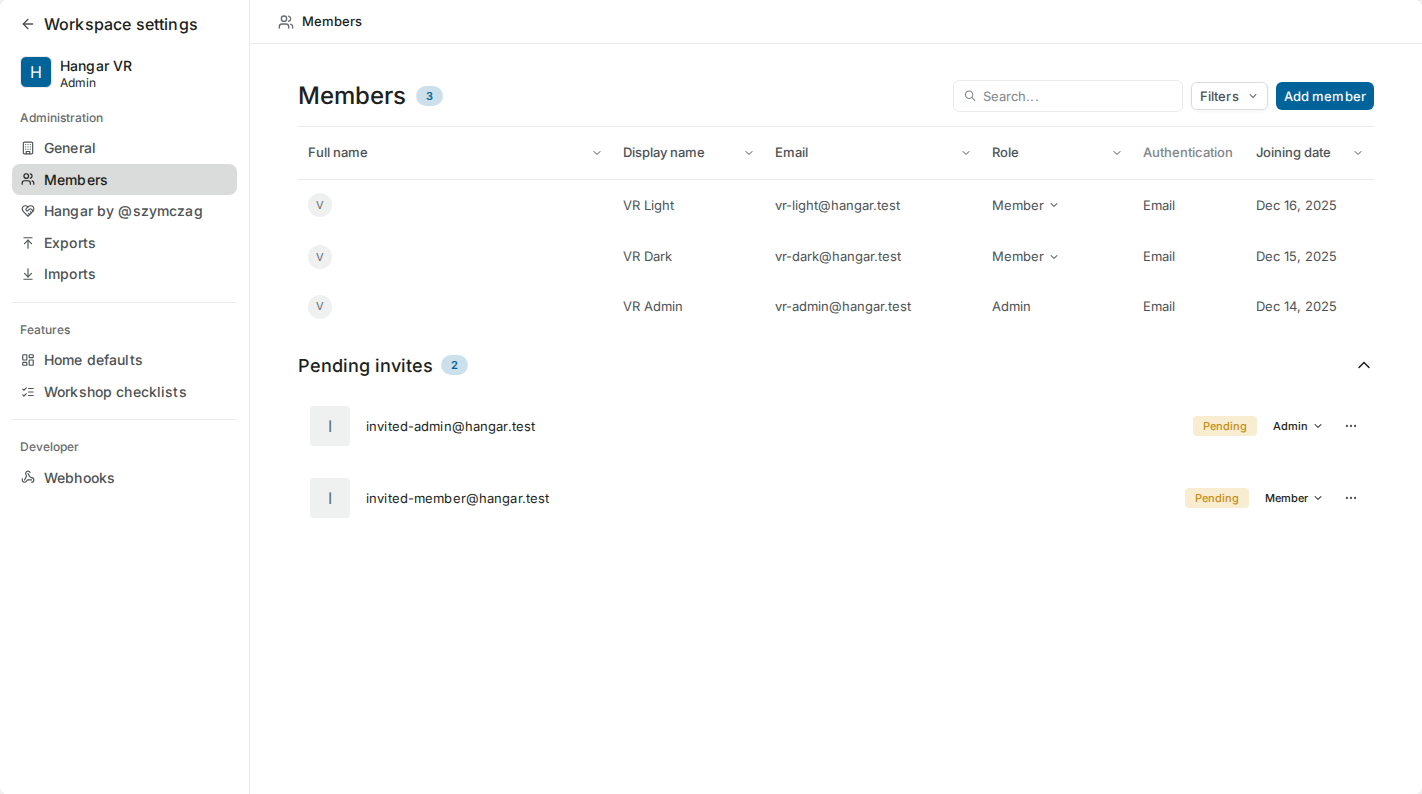 Workspace settings
H
Hangar VR
Admin
Administration
General
Members
Hangar by @szymczag
Exports
Imports
Features
Home defaults
Workshop checklists
Developer
Webhooks
Members
Members 3
Search...
Filters
Add member
Full name Display name Email Role Authentication Joining date
V VR Light vr-light@hangar.test Member Email Dec 16, 2025
V VR Dark vr-dark@hangar.test Member Email Dec 15, 2025
V VR Admin vr-admin@hangar.test Admin Email Dec 14, 2025
Pending invites 2
I invited-admin@hangar.test Pending Admin
I invited-member@hangar.test Pending Member